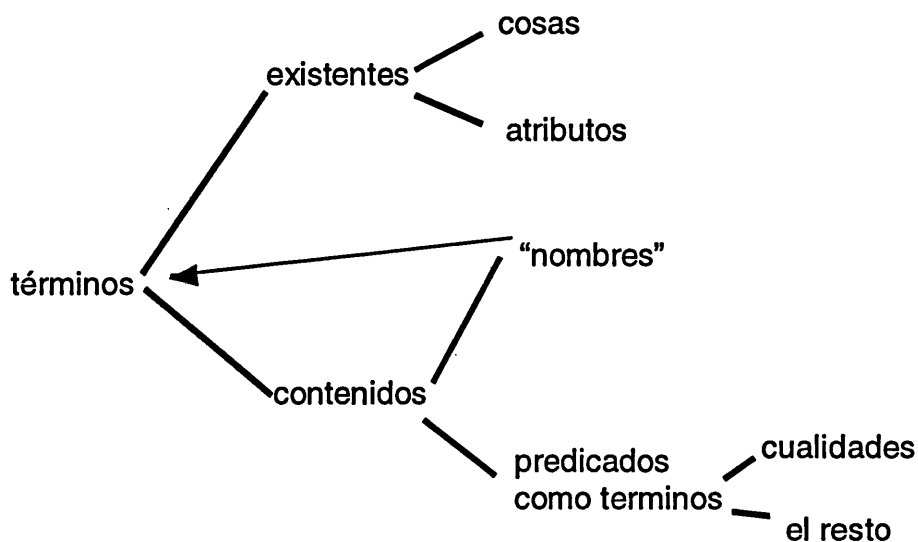 cosas
existentes
atributos
“nombres”
términos
contenidos
cualidades
predicados
como terminos
el resto